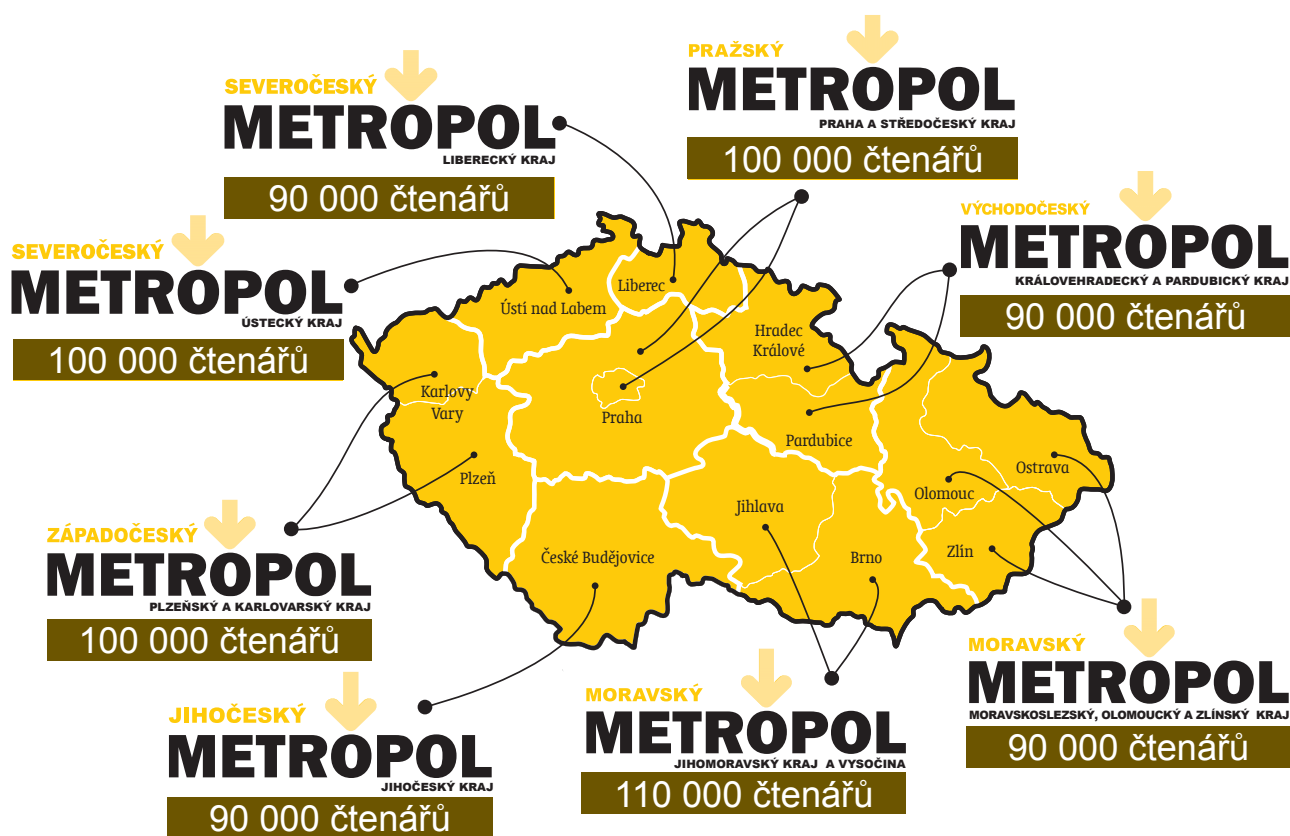 PRAŽSKÝ
METROPOL
PRAHA A STŘEDOČESKÝ KRAJ
100 000 čtenářů
SEVEROČESKÝ
METROPOL
LIBERECKÝ KRAJ
90 000 čtenářů
VÝCHODOČESKÝ
METROPOL
KRÁLOVEHRADECKÝ A PARDUBICKÝ KRAJ
90 000 čtenářů
SEVEROČESKÝ
METROPOL
ÚSTECKÝ KRAJ
100 000 čtenářů
Liberec
Ústí nad Labem
Hradec
Králové
Karlovy
Vary
Praha
Pardubice
Plzeň
Ostrava
Olomouc
Jihlava
České Budějovice
Brno
Zlín
ZÁPADOČESKÝ
METROPOL
PLZEŇSKÝ A KARLOVARSKÝ KRAJ
100 000 čtenářů
MORAVSKÝ
METROPOL
MORAVSKOSLEZSKÝ, OLOMOUCKÝ A ZLÍNSKÝ KRAJ
90 000 čtenářů
JIHOČESKÝ
METROPOL
JIHOČESKÝ KRAJ
90 000 čtenářů
MORAVSKÝ
METROPOL
JIHOMORAVSKÝ KRAJ A VYSOČINA
110 000 čtenářů